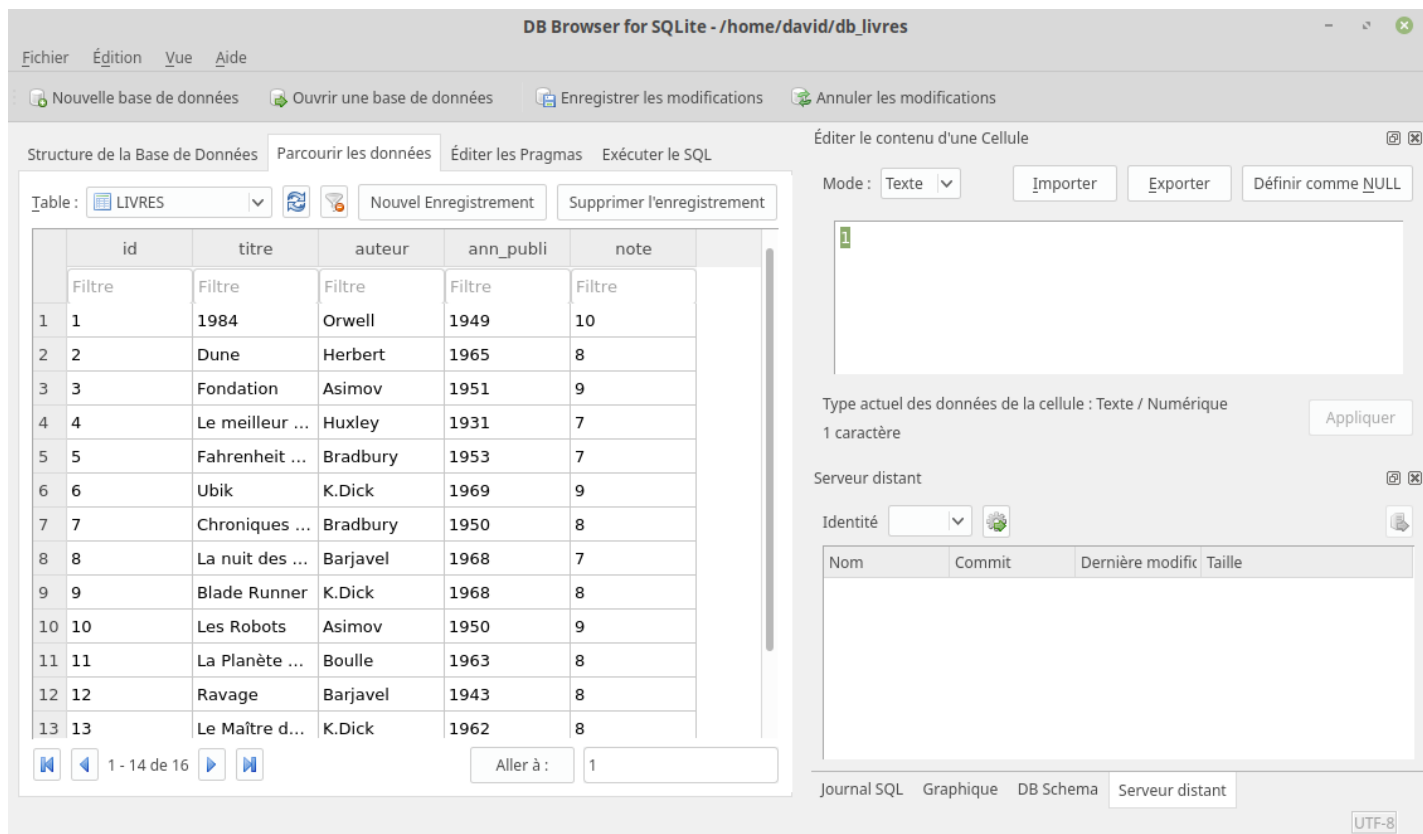 DB Browser for SQLite - /home/david/db_livres
Fichier Édition Vue Aide
Nouvelle base de données Ouvrir une base de données Enregistrer les modifications Annuler les modifications
Structure de la Base de Données Parcourir les données Éditer les Pragmas Exécuter le SQL
Table : LIVRES Nouvel Enregistrement Supprimer l'enregistrement
id titre auteur ann_publi note
Filtre Filtre Filtre Filtre Filtre
1 1 1984 Orwell 1949 10
2 2 Dune Herbert 1965 8
3 3 Fondation Asimov 1951 9
4 4 Le meilleur ... Huxley 1931 7
5 5 Fahrenheit ... Bradbury 1953 7
6 6 Ubik K.Dick 1969 9
7 7 Chroniques ... Bradbury 1950 8
8 8 La nuit des ... Barjavel 1968 7
9 9 Blade Runner K.Dick 1968 8
10 10 Les Robots Asimov 1950 9
11 11 La Planète ... Boulle 1963 8
12 12 Ravage Barjavel 1943 8
13 13 Le Maître d... K.Dick 1962 8
1 - 14 de 16 Aller à : 1
Éditer le contenu d'une Cellule
Mode : Texte Importer Exporter Définir comme NULL
1
Type actuel des données de la cellule : Texte / Numérique
1 caractère
Appliquer
Serveur distant
Identité
Nom Commit Dernière modific Taille
Journal SQL Graphique DB Schema Serveur distant
UTF-8